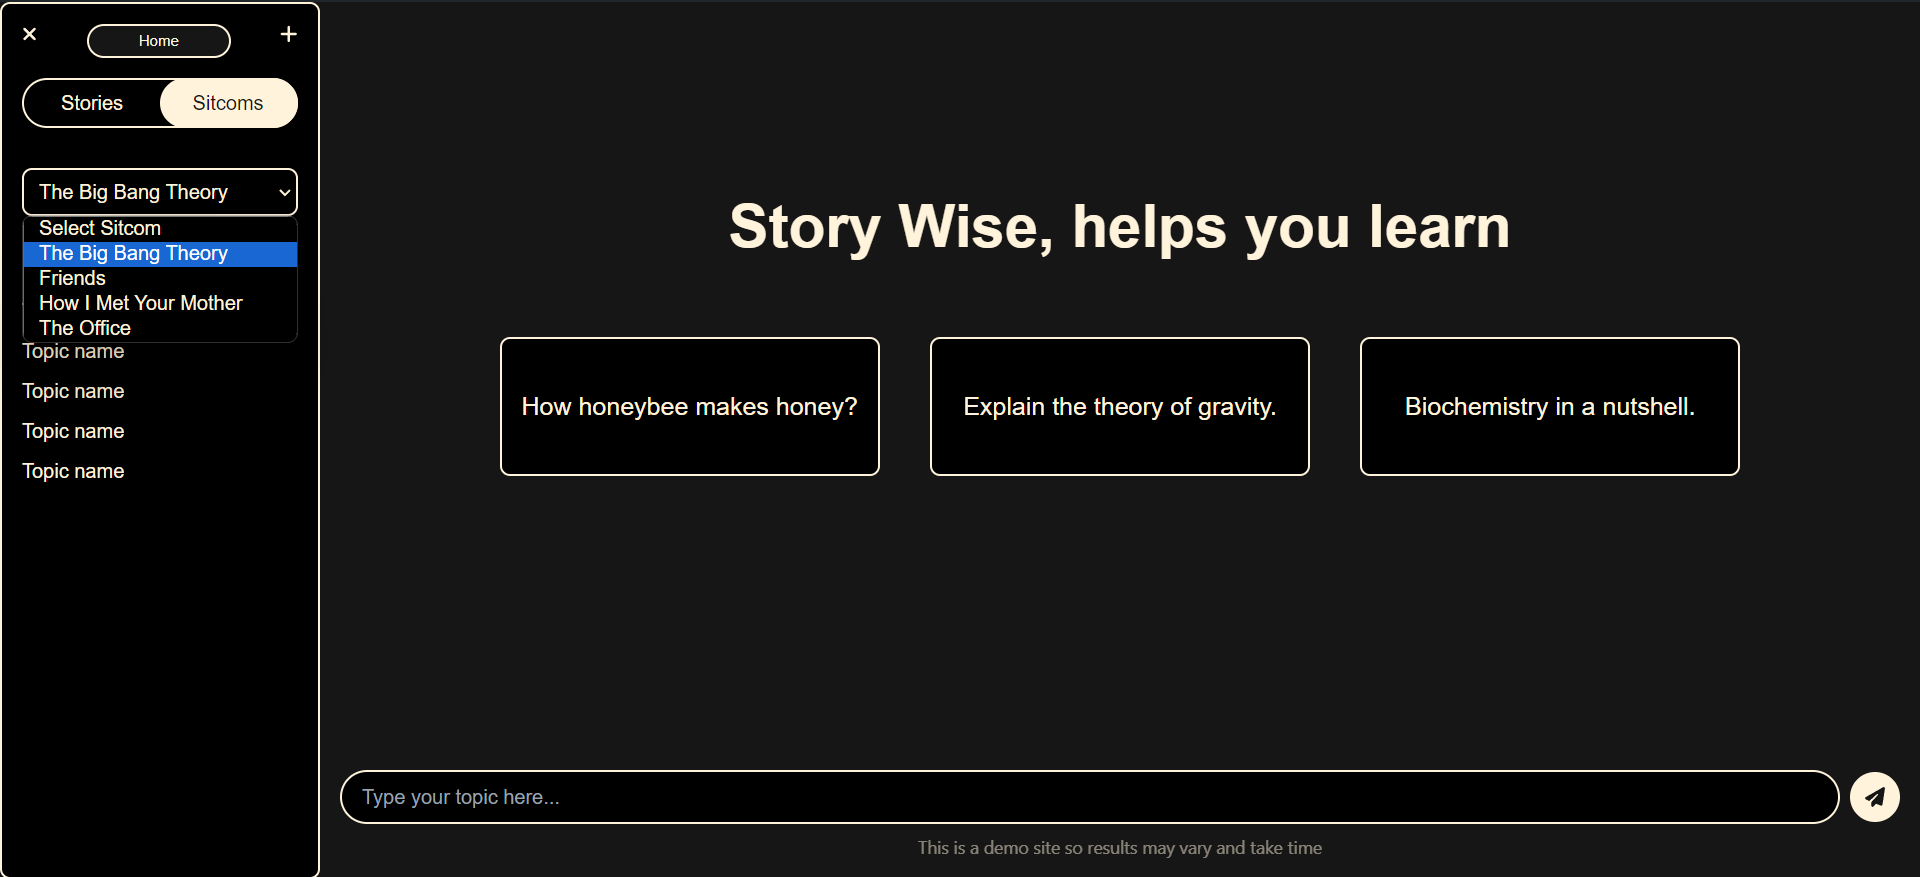 Home
Stories
Sitcoms
The Big Bang Theory
Select Sitcom
The Big Bang Theory
Friends
How I Met Your Mother
The Office
Topic name
Topic name
Topic name
Topic name
Story Wise, helps you learn
How honeybee makes honey?
Explain the theory of gravity.
Biochemistry in a nutshell.
Type your topic here...
This is a demo site so results may vary and take time